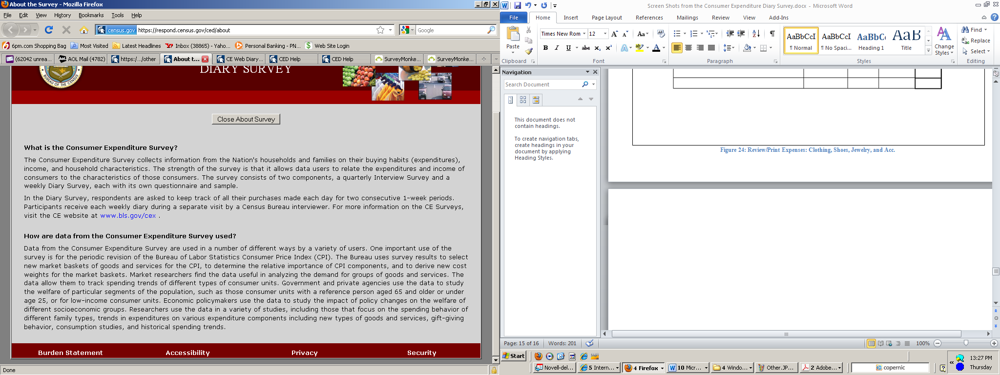 About the Survey - Mozilla Firefox
File Edit View History Bookmarks Tools Help
census.gov https://respond.census.gov/ced/about
Google
6pm.com Shopping Bag Most Visited Latest Headlines Inbox (38865) - Yaho... Personal Banking - PN... Web Site Login
(62042 unrea... AOL Mail (4782) https:/.../other About t... CE Web Diary... CED Help CED Help SurveyMonke... SurveyMonke...
BUREAU OF THE CENSUS
DIARY SURVEY
Close About Survey
What is the Consumer Expenditure Survey?
The Consumer Expenditure Survey collects information from the Nation's households and families on their buying habits (expenditures),
income, and household characteristics. The strength of the survey is that it allows data users to relate the expenditures and income of
consumers to the characteristics of those consumers. The survey consists of two components, a quarterly Interview Survey and a
weekly Diary Survey, each with its own questionnaire and sample.
In the Diary Survey, respondents are asked to keep track of all their purchases made each day for two consecutive 1-week periods.
Participants receive each weekly diary during a separate visit by a Census Bureau interviewer. For more information on the CE Surveys,
visit the CE website at www.bls.gov/cex .
How are data from the Consumer Expenditure Survey used?
Data from the Consumer Expenditure Survey are used in a number of different ways by a variety of users. One important use of the
survey is for the periodic revision of the Bureau of Labor Statistics Consumer Price Index (CPI). The Bureau uses survey results to select
new market baskets of goods and services for the CPI, to determine the relative importance of CPI components, and to derive new cost
weights for the market baskets. Market researchers find the data useful in analyzing the demand for groups of goods and services. The
data allow them to track spending trends of different types of consumer units. Government and private agencies use the data to study
the welfare of particular segments of the population, such as those consumer units with a reference person aged 65 and older or under
age 25, or for low-income consumer units. Economic policymakers use the data to study the impact of policy changes on the welfare of
different socioeconomic groups. Researchers use the data in a variety of studies, including those that focus on the spending behavior of
different family types, trends in expenditures on various expenditure components including new types of goods and services, gift-giving
behavior, consumption studies, and historical spending trends.
Burden Statement Accessibility Privacy Security
Done
Screen Shots from the Consumer Expenditure Diary Survey.docx - Microsoft Word
File Home Insert Page Layout References Mailings Review View Add-Ins
Paste
Clipboard
Times New Rom 12
Font
Paragraph
AaBbCcI AaBbCcI AaBbCc AaB
¶ Normal ¶ No Spaci... Heading 1 Title
Change Styles
Styles
Find
Replace
Select
Editing
Navigation
Search Document
This document does not
contain headings.
To create navigation tabs,
create headings in your
document by applying
Heading Styles.
Figure 24: Review/Print Expenses: Clothing, Shoes, Jewelry, and Acc.
Page: 15 of 16 Words: 201 100%
Start
Novell-del... 5 Intern... 4 Firefox 10 Micr... 4 Windo... Other.JP... 2 Adobe... copernic
13:27 PM
Thursday